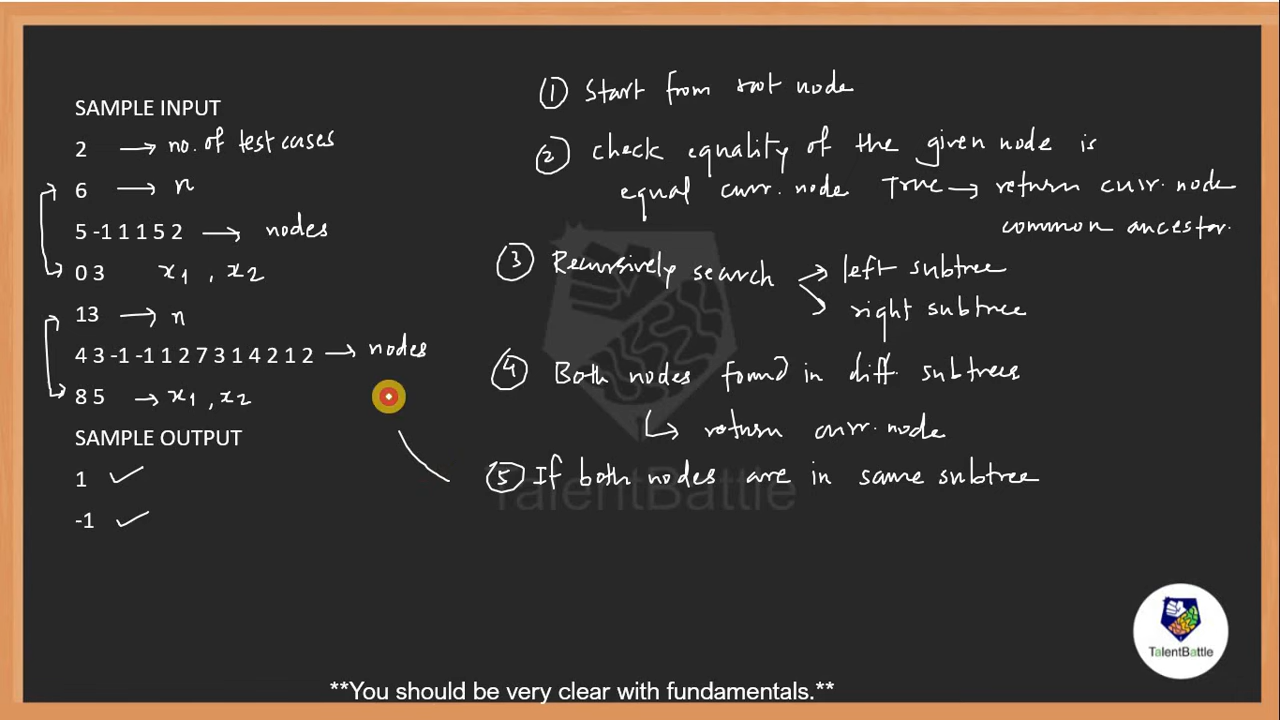 SAMPLE INPUT
2 → no. of test cases
6 → n
5 -1 1 1 5 2 → nodes
0 3 x1 , x2
13 → n
4 3 -1 -1 1 2 7 3 1 4 2 1 2 → nodes
8 5 → x1 , x2
SAMPLE OUTPUT
1 ✓
-1 ✓
① Start from root node
② check equality of the given node is
equal curr. node True → return curr. node
common ancestor.
③ Recursively search → left subtree
→ right subtree
④ Both nodes found in diff. subtrees
↳ return curr. node
⑤ If both nodes are in same subtree
TalentBattle
TalentBattle
**You should be very clear with fundamentals.**